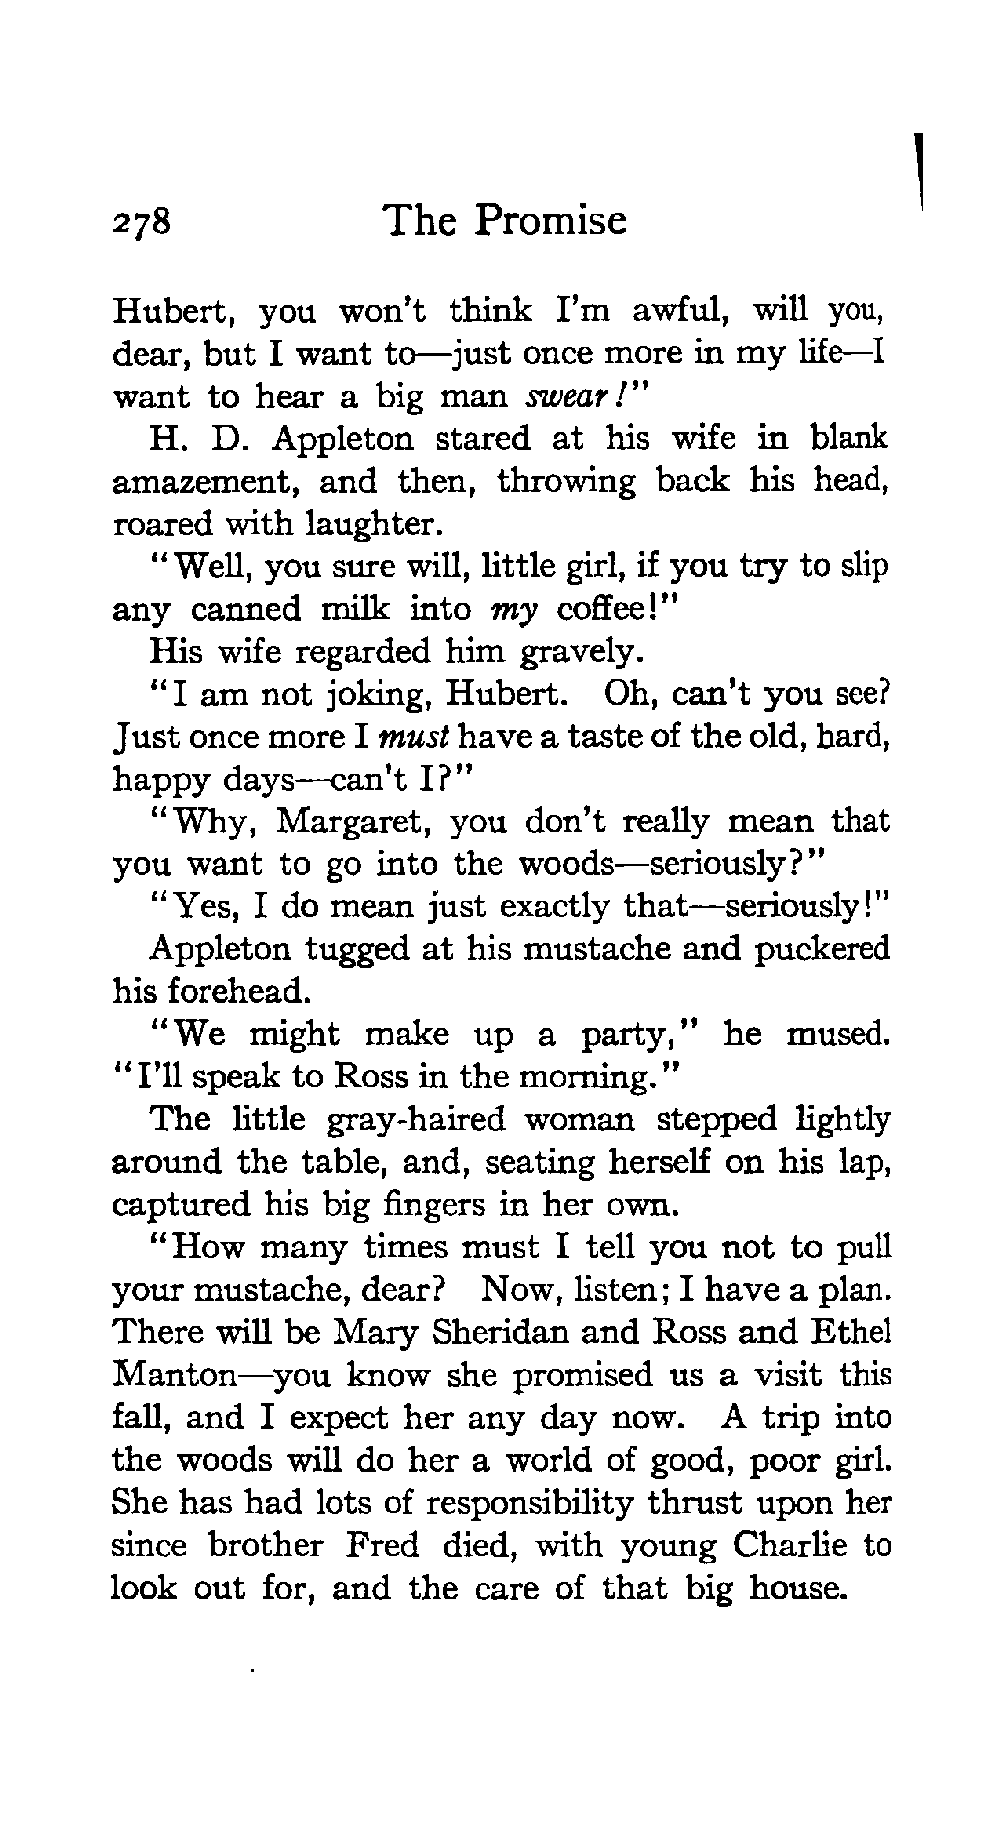 278 The Promise
Hubert, you won't think I'm awful, will you,
dear, but I want to—just once more in my life—I
want to hear a big man swear!"
H. D. Appleton stared at his wife in blank
amazement, and then, throwing back his head,
roared with laughter.
"Well, you sure will, little girl, if you try to slip
any canned milk into my coffee!"
His wife regarded him gravely.
"I am not joking, Hubert. Oh, can't you see?
Just once more I must have a taste of the old, hard,
happy days—can't I?"
"Why, Margaret, you don't really mean that
you want to go into the woods—seriously?"
"Yes, I do mean just exactly that—seriously!"
Appleton tugged at his mustache and puckered
his forehead.
"We might make up a party," he mused.
"I'll speak to Ross in the morning."
The little gray-haired woman stepped lightly
around the table, and, seating herself on his lap,
captured his big fingers in her own.
"How many times must I tell you not to pull
your mustache, dear? Now, listen; I have a plan.
There will be Mary Sheridan and Ross and Ethel
Manton—you know she promised us a visit this
fall, and I expect her any day now. A trip into
the woods will do her a world of good, poor girl.
She has had lots of responsibility thrust upon her
since brother Fred died, with young Charlie to
look out for, and the care of that big house.